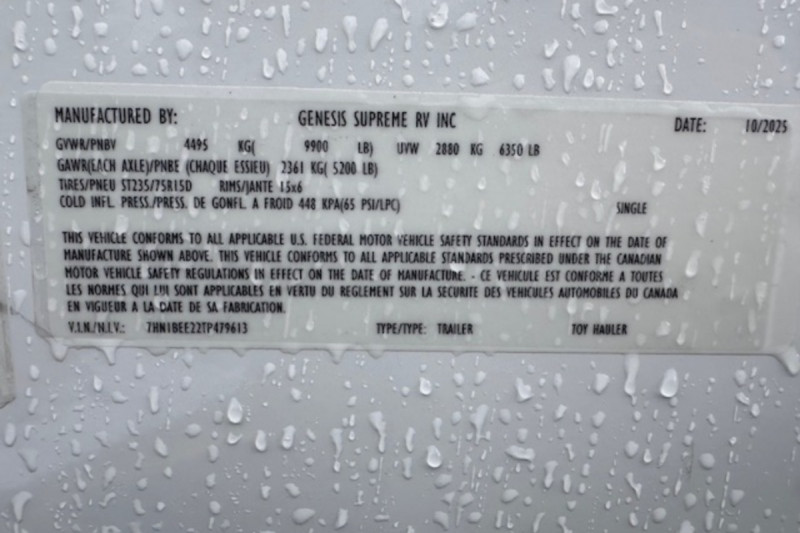 MANUFACTURED BY: GENESIS SUPREME RV INC DATE: 10/2025
GVWR/PNBV 4495 KG( 9900 LB) UVW 2880 KG 6350 LB
GAWR(EACH AXLE)/PNBE (CHAQUE ESSIEU) 2361 KG( 5200 LB)
TIRES/PNEU ST235/75R15D RIMS/JANTE 15x6
COLD INFL. PRESS./PRESS. DE GONFL. A FROID 448 KPA(65 PSI/LPC) SINGLE
THIS VEHICLE CONFORMS TO ALL APPLICABLE U.S. FEDERAL MOTOR VEHICLE SAFETY STANDARDS IN EFFECT ON THE DATE OF
MANUFACTURE SHOWN ABOVE. THIS VEHICLE CONFORMS TO ALL APPLICABLE STANDARDS PRESCRIBED UNDER THE CANADIAN
MOTOR VEHICLE SAFETY REGULATIONS IN EFFECT ON THE DATE OF MANUFACTURE. - CE VEHICULE EST CONFORME A TOUTES
LES NORMES QUI LUI SONT APPLICABLES EN VERTU DU REGLEMENT SUR LA SECURITE DES VEHICULES AUTOMOBILES DU CANADA
EN VIGUEUR A LA DATE DE SA FABRICATION.
V.I.N./N.I.V.: 7HN1BEE22TP479613 TYPE/TYPE: TRAILER TOY HAULER